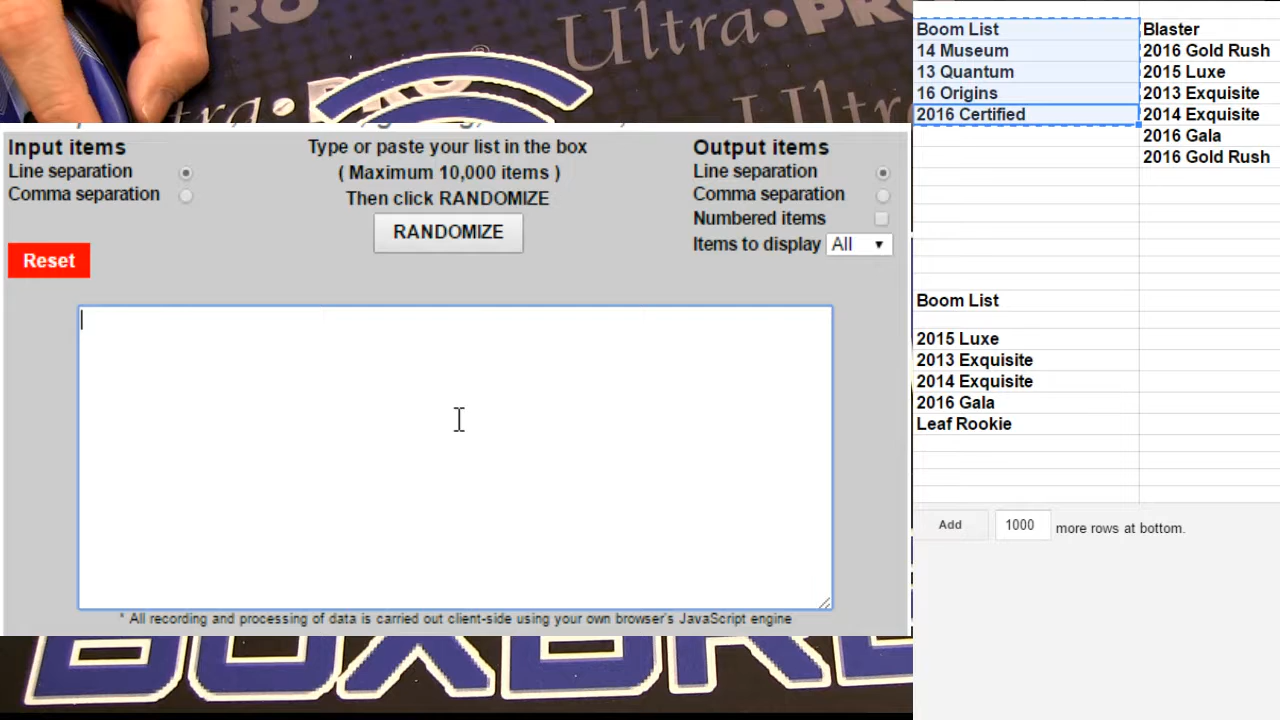 Ultra•PRO
PRO
Ultra
Input items
Line separation
Comma separation
Reset
Type or paste your list in the box
( Maximum 10,000 items )
Then click RANDOMIZE
RANDOMIZE
Output items
Line separation
Comma separation
Numbered items
Items to display All
* All recording and processing of data is carried out client-side using your own browser's JavaScript engine
BOXBRE
Boom List Blaster
14 Museum 2016 Gold Rush
13 Quantum 2015 Luxe
16 Origins 2013 Exquisite
2016 Certified 2014 Exquisite
2016 Gala
2016 Gold Rush
Boom List
2015 Luxe
2013 Exquisite
2014 Exquisite
2016 Gala
Leaf Rookie
Add 1000 more rows at bottom.